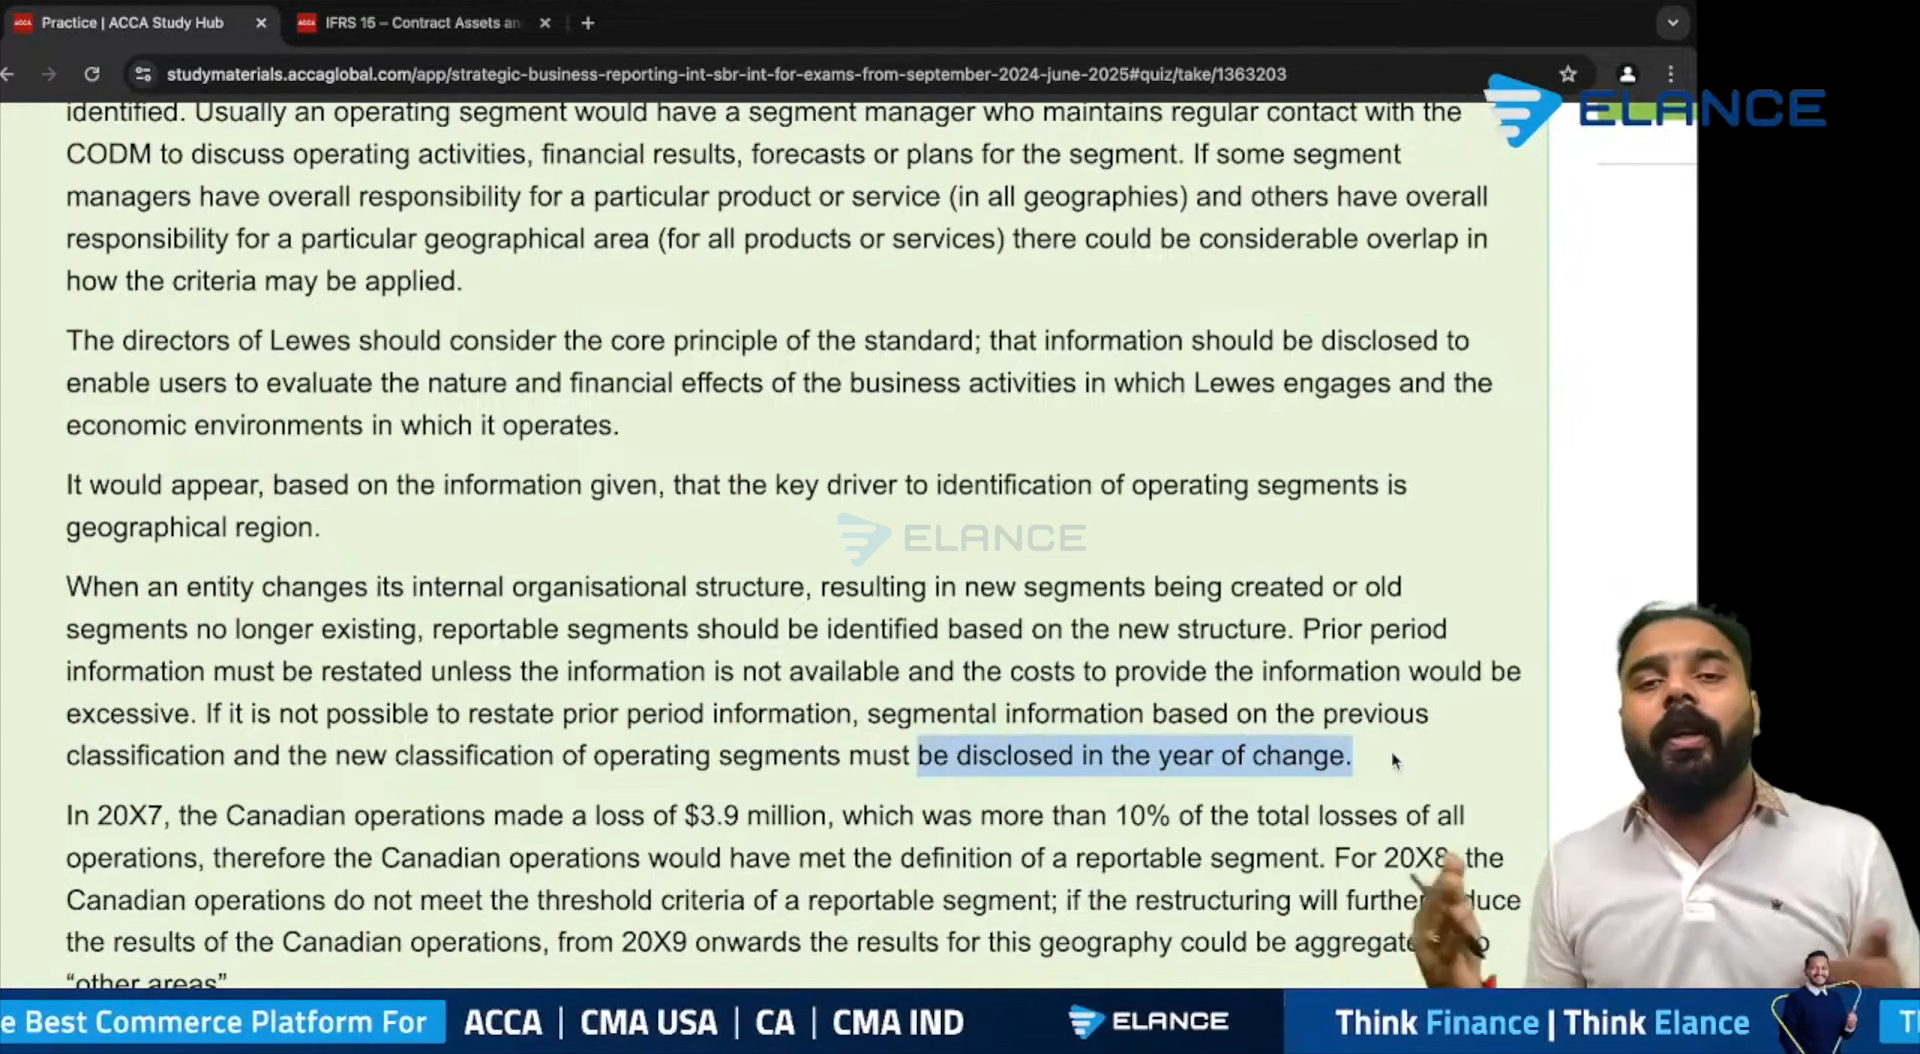 Practice | ACCA Study Hub
IFRS 15 – Contract Assets an
studymaterials.accaglobal.com/app/strategic-business-reporting-int-sbr-int-for-exams-from-september-2024-june-2025#quiz/take/1363203
ELANCE
identified. Usually an operating segment would have a segment manager who maintains regular contact with the
CODM to discuss operating activities, financial results, forecasts or plans for the segment. If some segment
managers have overall responsibility for a particular product or service (in all geographies) and others have overall
responsibility for a particular geographical area (for all products or services) there could be considerable overlap in
how the criteria may be applied.
The directors of Lewes should consider the core principle of the standard; that information should be disclosed to
enable users to evaluate the nature and financial effects of the business activities in which Lewes engages and the
economic environments in which it operates.
It would appear, based on the information given, that the key driver to identification of operating segments is
geographical region.
ELANCE
When an entity changes its internal organisational structure, resulting in new segments being created or old
segments no longer existing, reportable segments should be identified based on the new structure. Prior period
information must be restated unless the information is not available and the costs to provide the information would be
excessive. If it is not possible to restate prior period information, segmental information based on the previous
classification and the new classification of operating segments must be disclosed in the year of change.
In 20X7, the Canadian operations made a loss of $3.9 million, which was more than 10% of the total losses of all
operations, therefore the Canadian operations would have met the definition of a reportable segment. For 20X8 the
Canadian operations do not meet the threshold criteria of a reportable segment; if the restructuring will further
the results of the Canadian operations, from 20X9 onwards the results for this geography could be
“other areas”
e Best Commerce Platform For
ACCA | CMA USA | CA | CMA IND
ELANCE
Think Finance | Think Elance